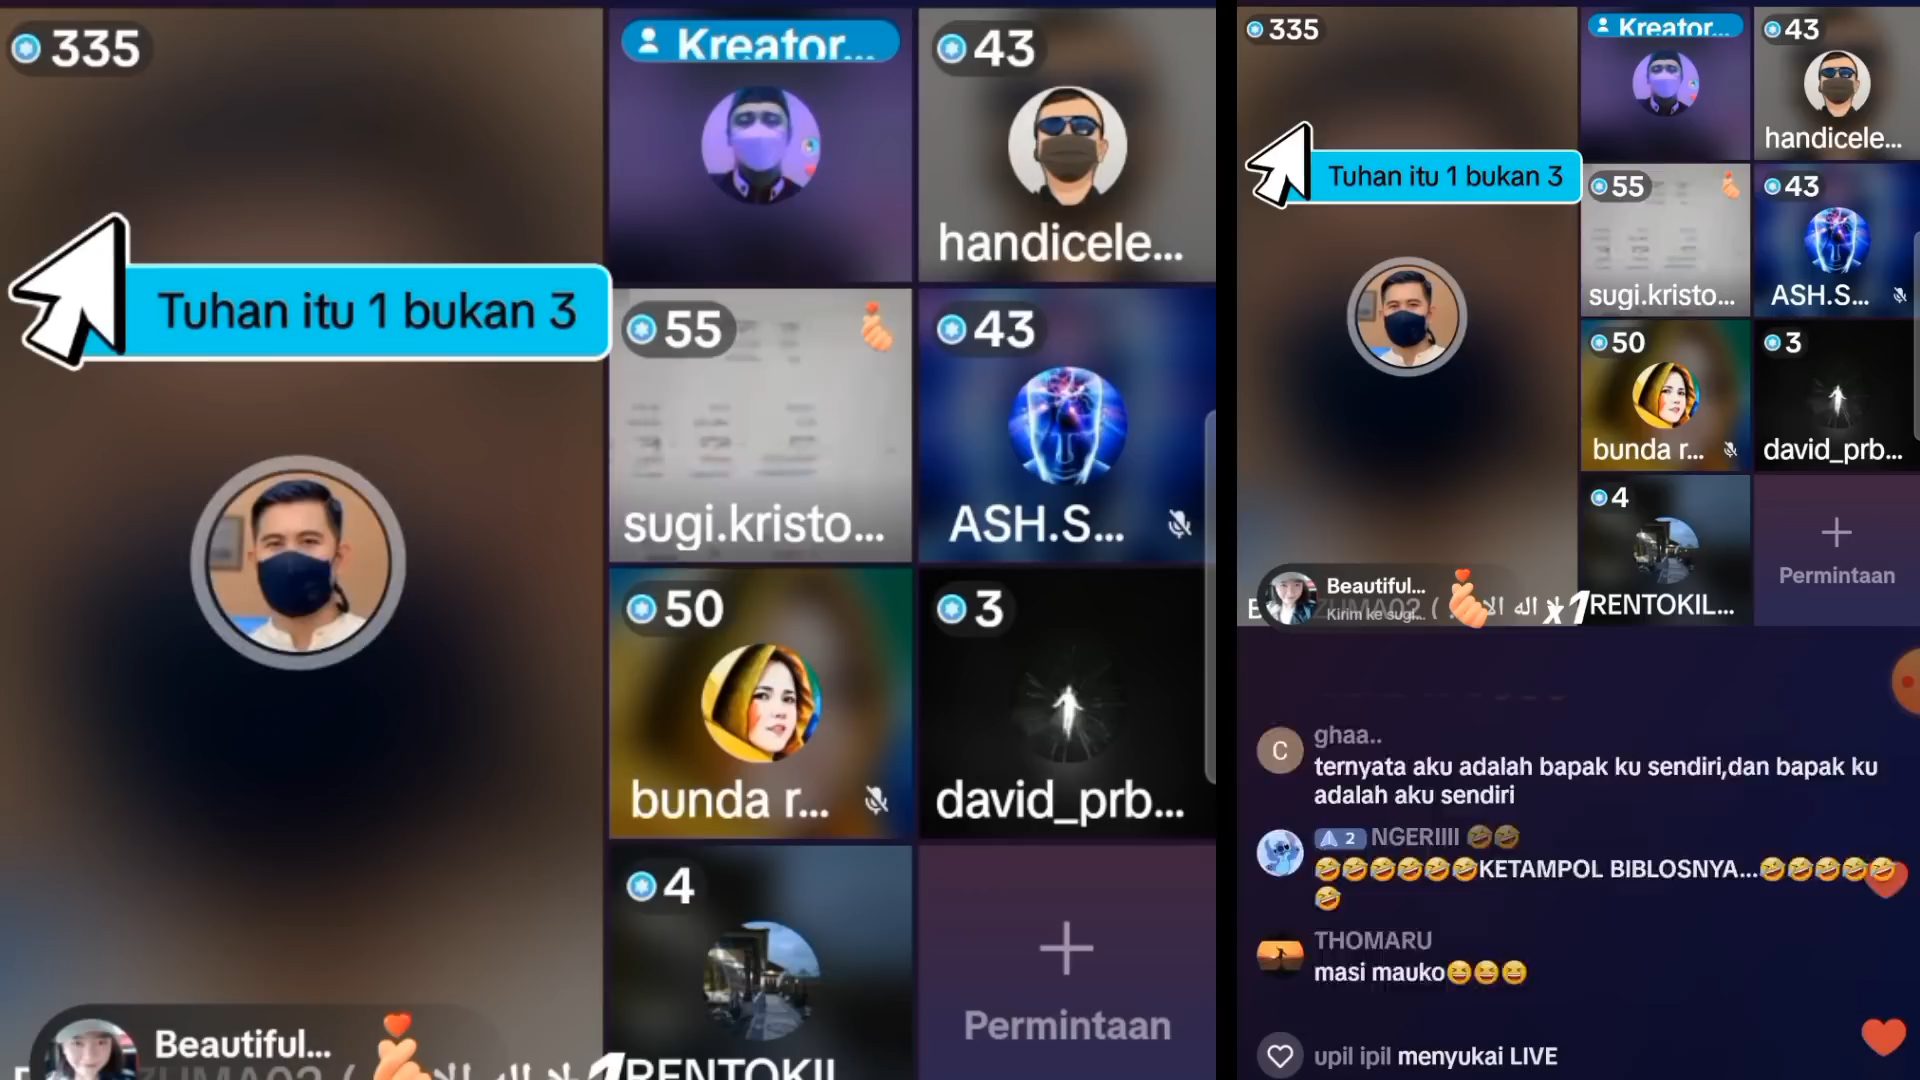 335
Kreator...
43
handicele...
Tuhan itu 1 bukan 3
55
sugi.kristo...
43
ASH.S...
50
bunda r...
3
david_prb...
4
Permintaan
Beautiful...
RENTOKIL
335
Kreator...
43
handicele...
Tuhan itu 1 bukan 3
55
sugi.kristo...
43
ASH.S...
50
bunda r...
3
david_prb...
4
Permintaan
Beautiful...
Kirim ke sugi...
x1
RENTOKIL...
C
ghaa..
ternyata aku adalah bapak ku sendiri,dan bapak ku
adalah aku sendiri
2 NGERIIII 🤣🤣
🤣🤣🤣🤣🤣🤣KETAMPOL BIBLOSNYA...🤣🤣🤣🤣🤣
🤣
THOMARU
masi mauko😆😆😆
upil ipil menyukai LIVE